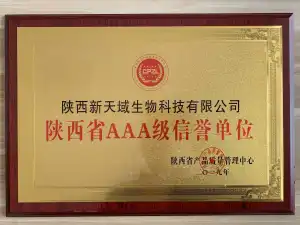 陕西新天域生物科技有限公司
陕西省AAA级信誉单位
陕西省产品质量管理中心
二〇一九年